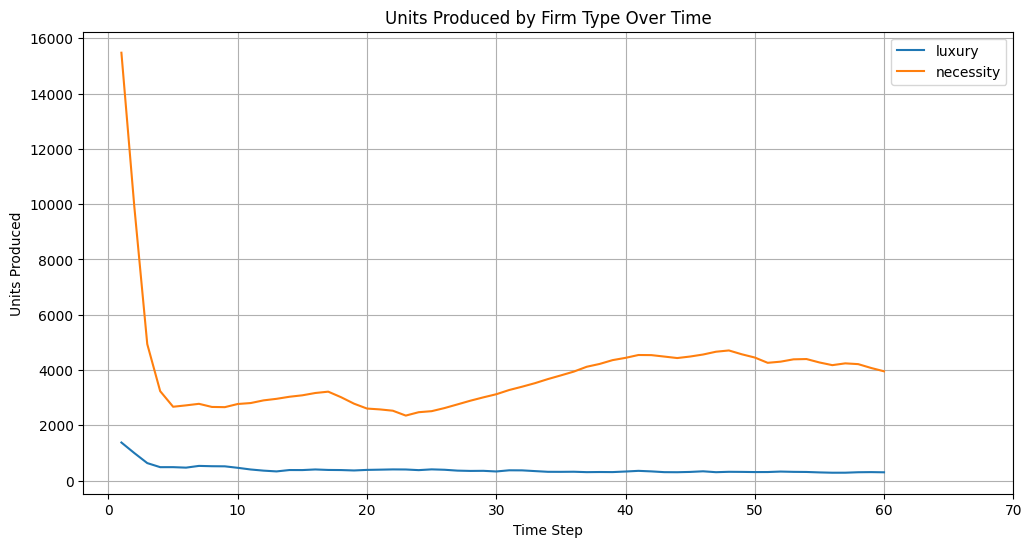 Units Produced by Firm Type Over Time
luxury
necessity
16000
14000
12000
10000
8000
6000
4000
2000
0
Units Produced
0 10 20 30 40 50 60 70
Time Step